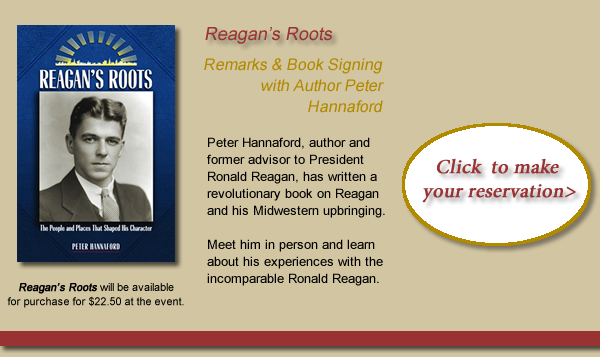 REAGAN'S ROOTS
The People and Places That Shaped His Character
PETER HANNAFORD
Reagan's Roots will be available
for purchase for $22.50 at the event.
Reagan's Roots
Remarks & Book Signing
with Author Peter
Hannaford
Peter Hannaford, author and
former advisor to President
Ronald Reagan, has written a
revolutionary book on Reagan
and his Midwestern upbringing.
Meet him in person and learn
about his experiences with the
incomparable Ronald Reagan.
Click to make
your reservation>